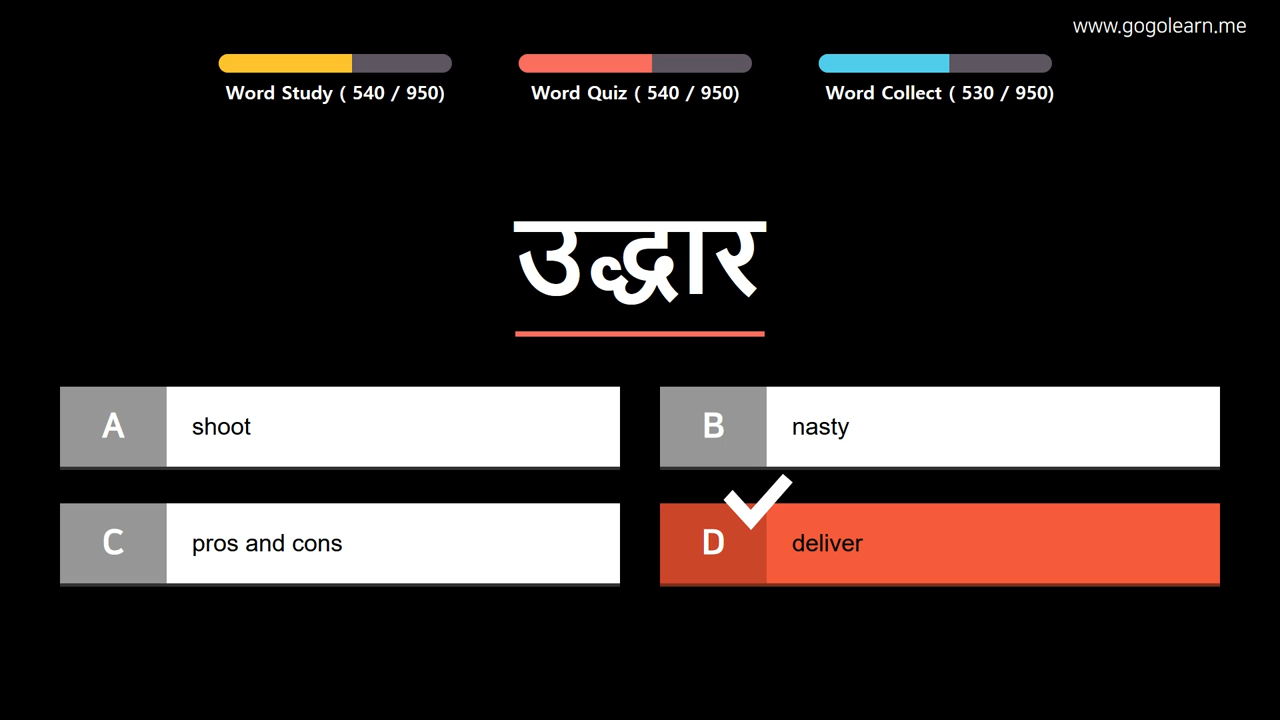 www.gogolearn.me
Word Study ( 540 / 950)
Word Quiz ( 540 / 950)
Word Collect ( 530 / 950)
उद्धार
A shoot
B nasty
C pros and cons
D deliver